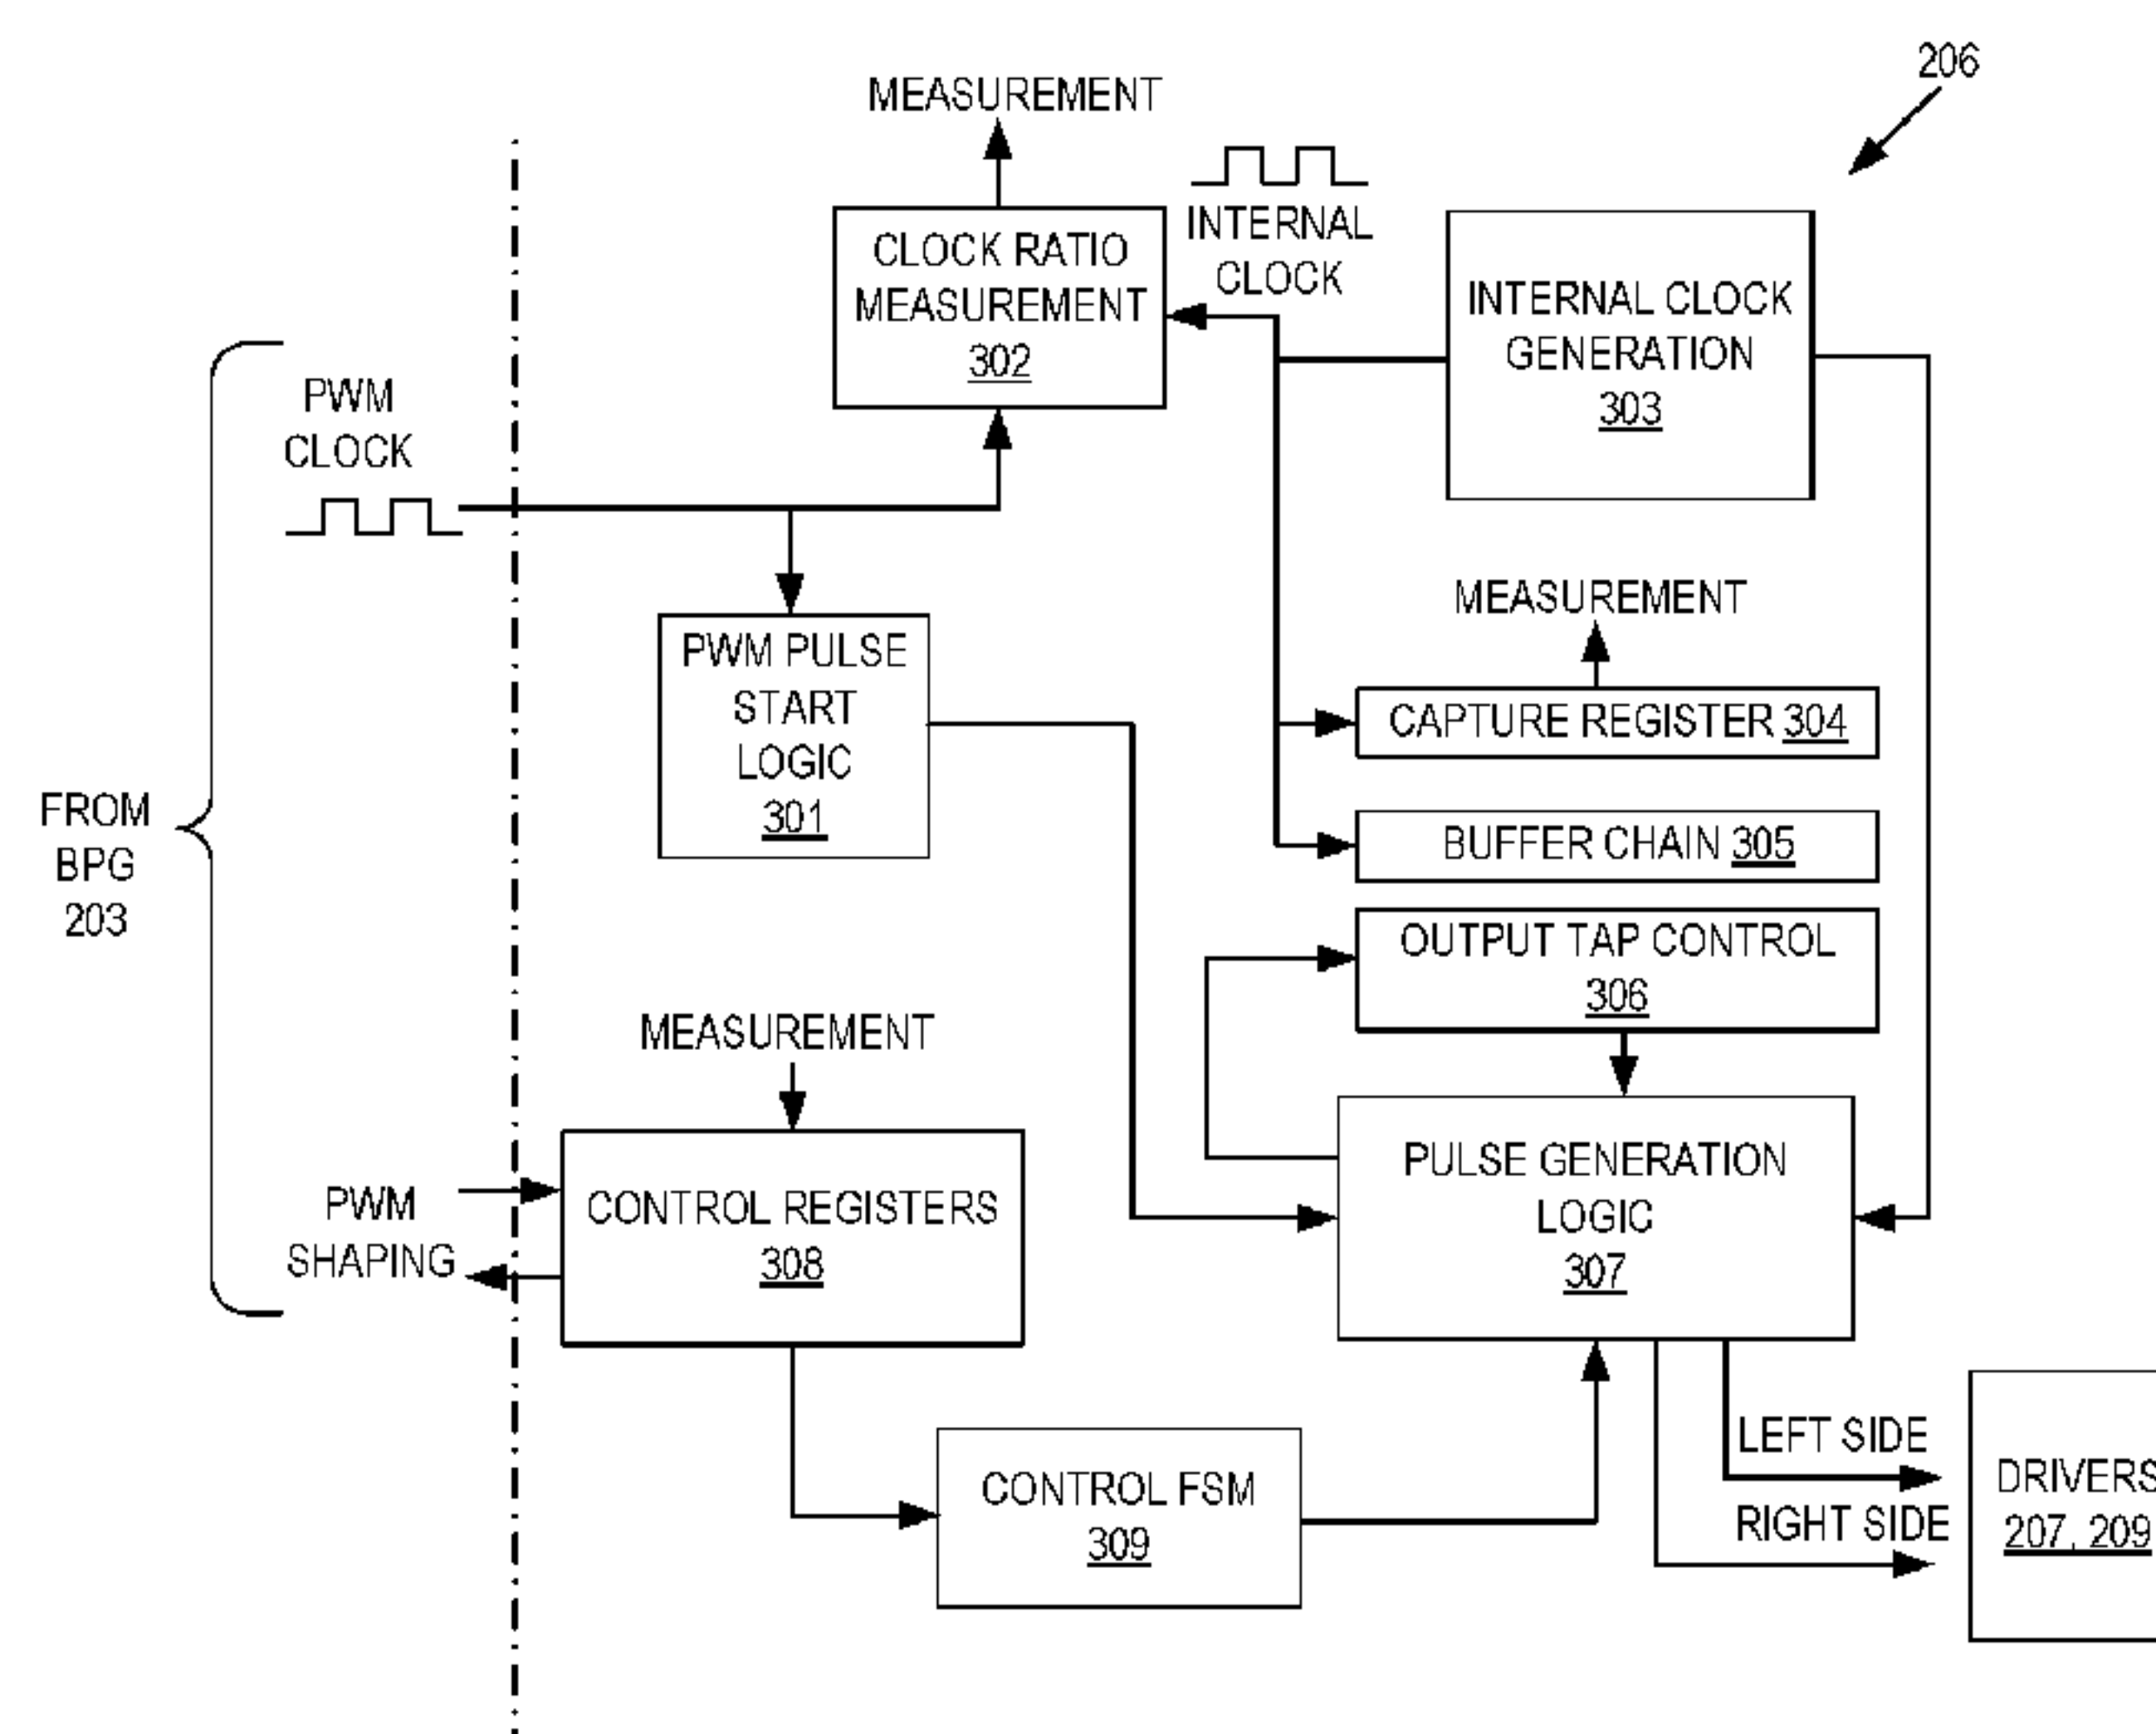 206
MEASUREMENT
INTERNAL
CLOCK
CLOCK RATIO
MEASUREMENT
302
INTERNAL CLOCK
GENERATION
303
PWM
CLOCK
MEASUREMENT
PWM PULSE
START
LOGIC
301
CAPTURE REGISTER 304
BUFFER CHAIN 305
FROM
BPG
203
OUTPUT TAP CONTROL
306
MEASUREMENT
PULSE GENERATION
LOGIC
307
PWM
SHAPING
CONTROL REGISTERS
308
CONTROL FSM
309
LEFT SIDE
RIGHT SIDE
DRIVERS
207, 209